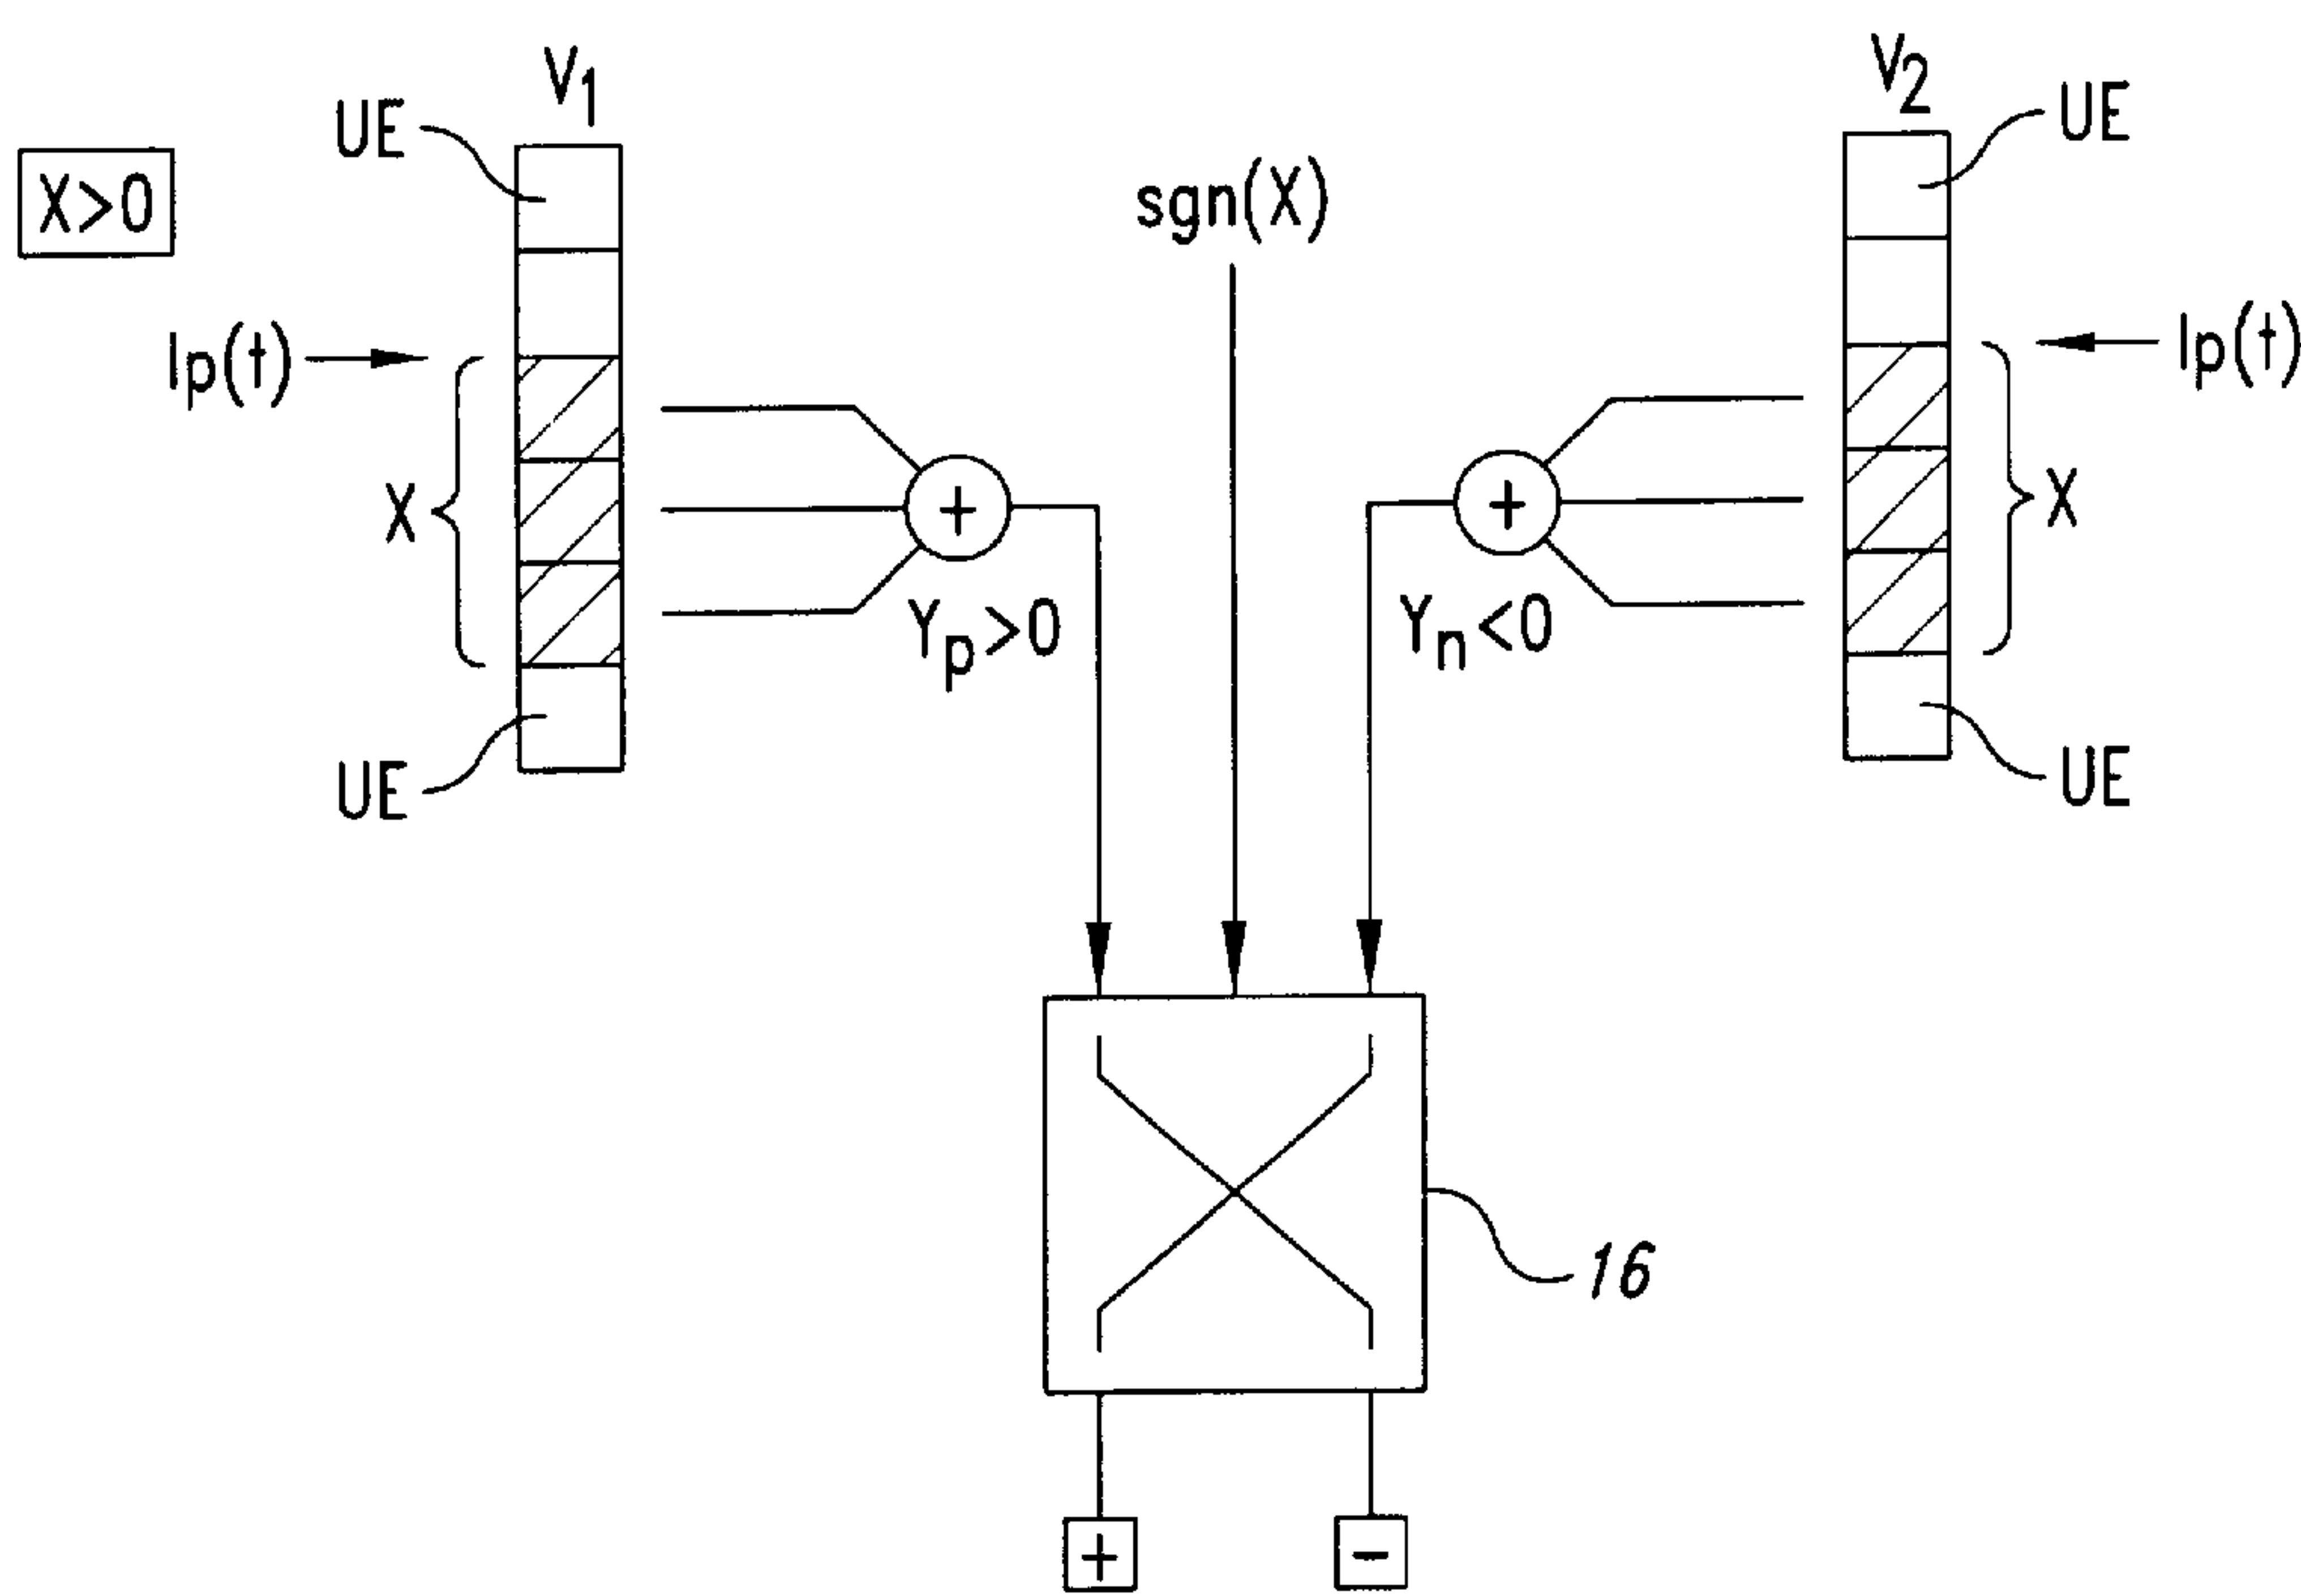 V1
V2
UE
UE
X>0
sgn(X)
Ip(t)
Ip(t)
X
X
+
+
Yp>0
Yn<0
UE
UE
16
+
-